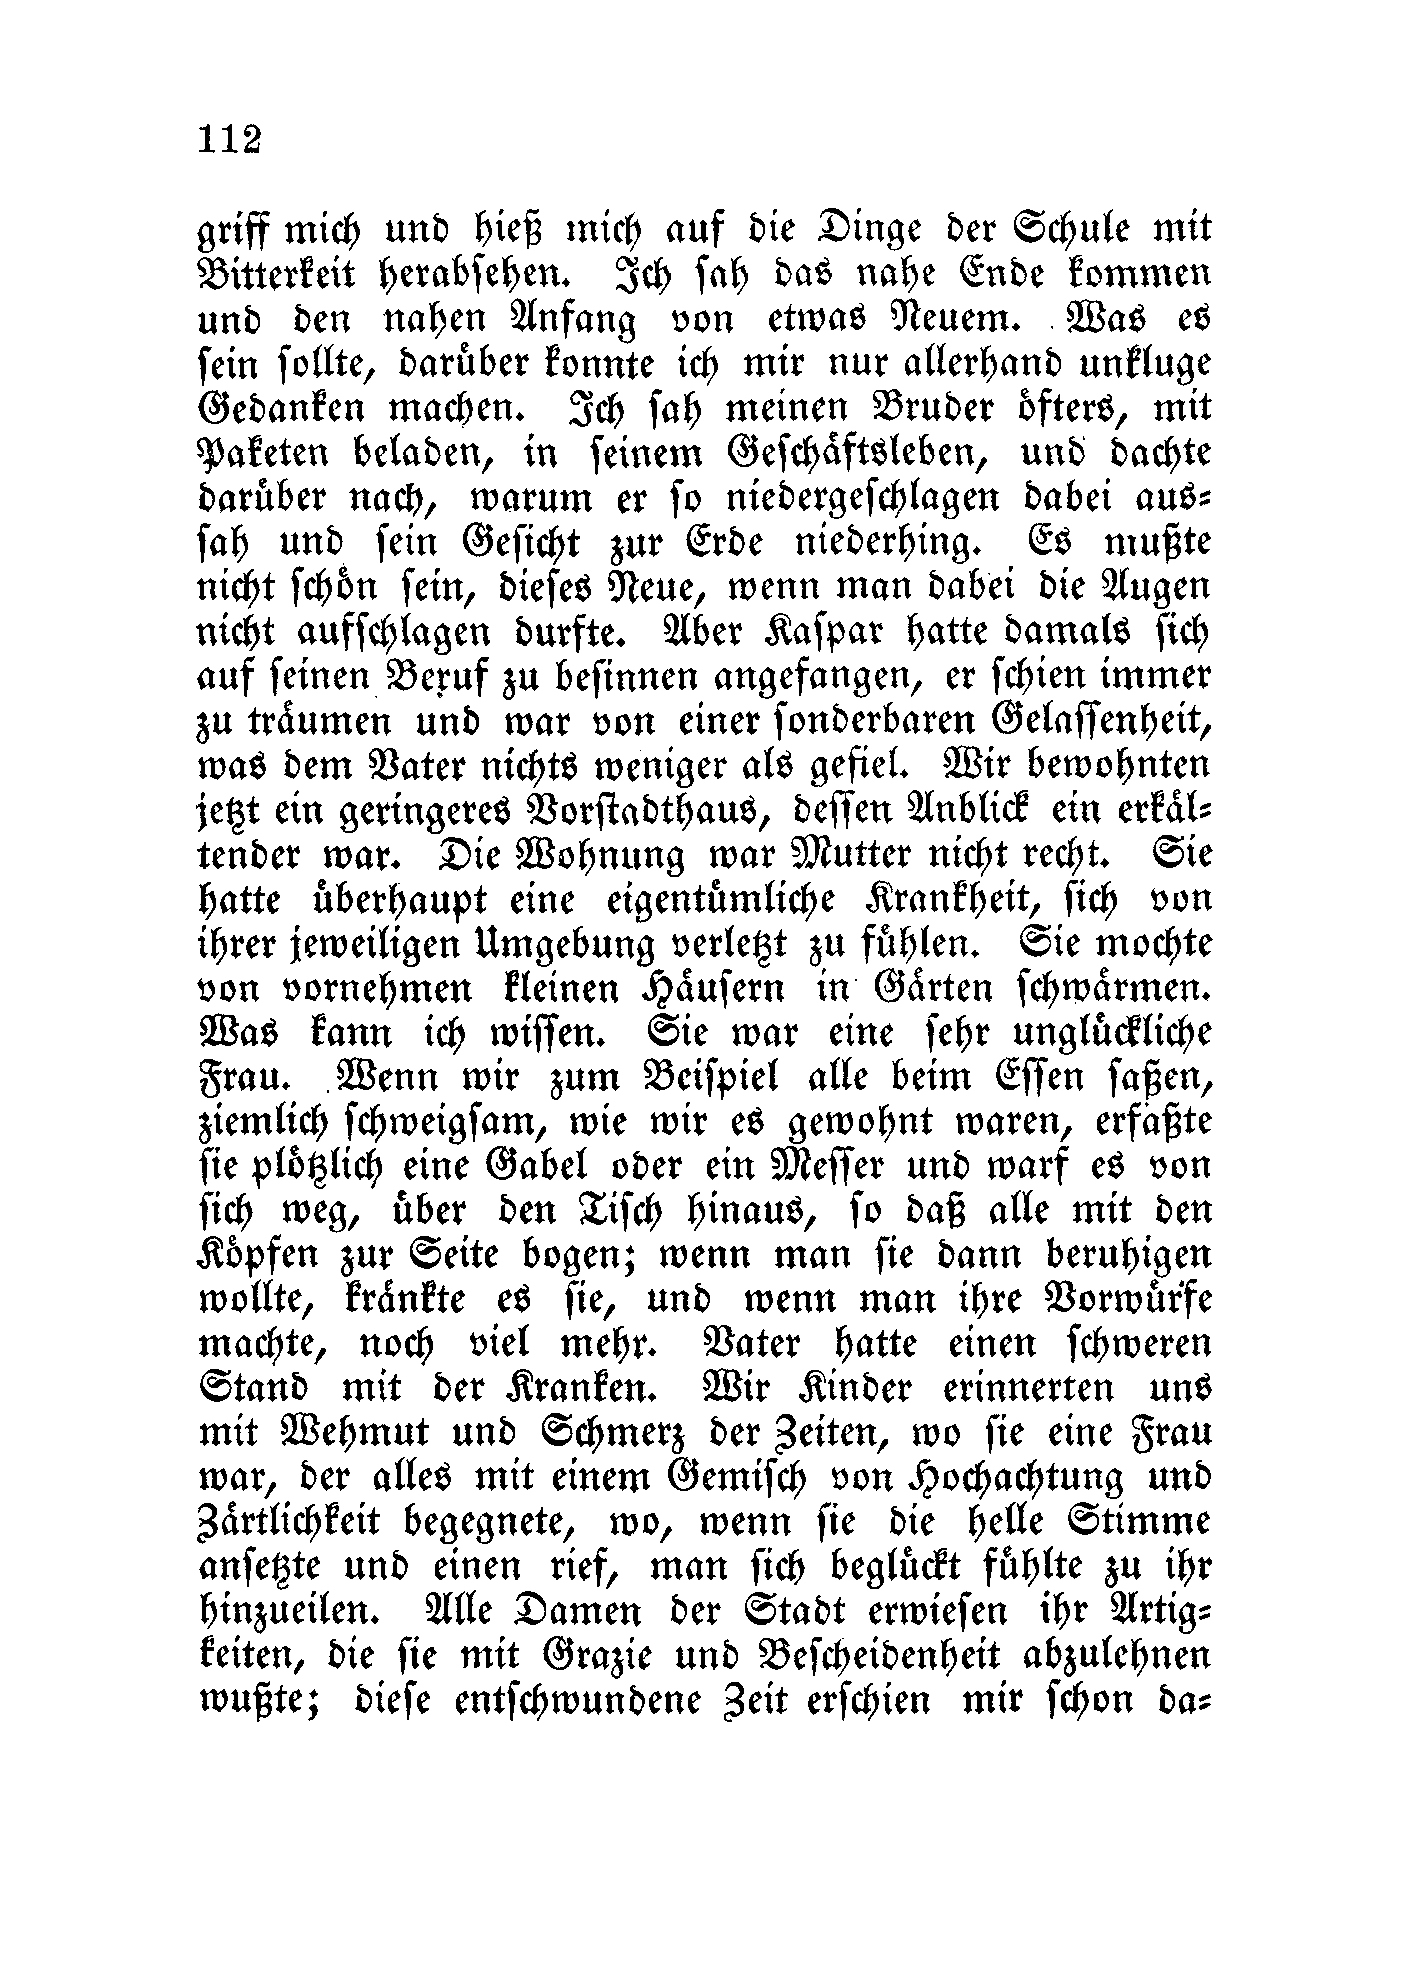 112
griff mich und hieß mich auf die Dinge der Schule mit
Bitterkeit herabsehen. Ich sah das nahe Ende kommen
und den nahen Anfang von etwas Neuem. Was es
sein sollte, darüber konnte ich mir nur allerhand unkluge
Gedanken machen. Ich sah meinen Bruder öfters, mit
Paketen beladen, in seinem Geschäftsleben, und dachte
darüber nach, warum er so niedergeschlagen dabei aus-
sah und sein Gesicht zur Erde niederhing. Es mußte
nicht schön sein, dieses Neue, wenn man dabei die Augen
nicht aufschlagen durfte. Aber Kaspar hatte damals sich
auf seinen Beruf zu besinnen angefangen, er schien immer
zu träumen und war von einer sonderbaren Gelassenheit,
was dem Vater nichts weniger als gefiel. Wir bewohnten
jetzt ein geringeres Vorstadthaus, dessen Anblick ein erkäl-
tender war. Die Wohnung war Mutter nicht recht. Sie
hatte überhaupt eine eigentümliche Krankheit, sich von
ihrer jeweiligen Umgebung verletzt zu fühlen. Sie mochte
von vornehmen kleinen Häusern in Gärten schwärmen.
Was kann ich wissen. Sie war eine sehr unglückliche
Frau. Wenn wir zum Beispiel alle beim Essen saßen,
ziemlich schweigsam, wie wir es gewohnt waren, erfaßte
sie plötzlich eine Gabel oder ein Messer und warf es von
sich weg, über den Tisch hinaus, so daß alle mit den
Köpfen zur Seite bogen; wenn man sie dann beruhigen
wollte, kränkte es sie, und wenn man ihre Vorwürfe
machte, noch viel mehr. Vater hatte einen schweren
Stand mit der Kranken. Wir Kinder erinnerten uns
mit Wehmut und Schmerz der Zeiten, wo sie eine Frau
war, der alles mit einem Gemisch von Hochachtung und
Zärtlichkeit begegnete, wo, wenn sie die helle Stimme
ansetzte und einen rief, man sich beglückt fühlte zu ihr
hinzueilen. Alle Damen der Stadt erwiesen ihr Artig-
keiten, die sie mit Grazie und Bescheidenheit abzulehnen
wußte; diese entschwundene Zeit erschien mir schon da-